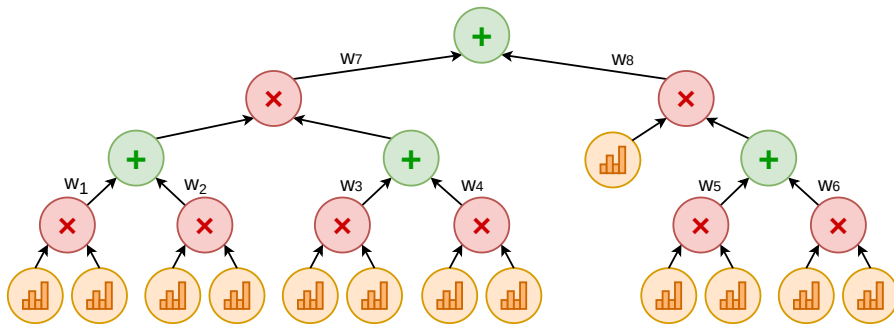 +
w7 w8
× ×
+ + +
w1 w2 w3 w4 w5 w6
× × × × × ×